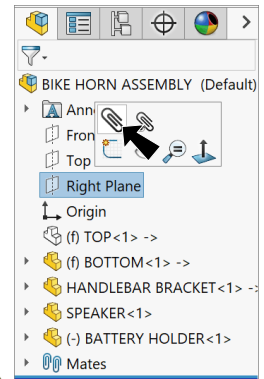 BIKE HORN ASSEMBLY (Default)
Anno
Fron
Top
Right Plane
Origin
(f) TOP<1> ->
(f) BOTTOM<1> ->
HANDLEBAR BRACKET<1> ->
SPEAKER<1>
(-) BATTERY HOLDER<1>
Mates